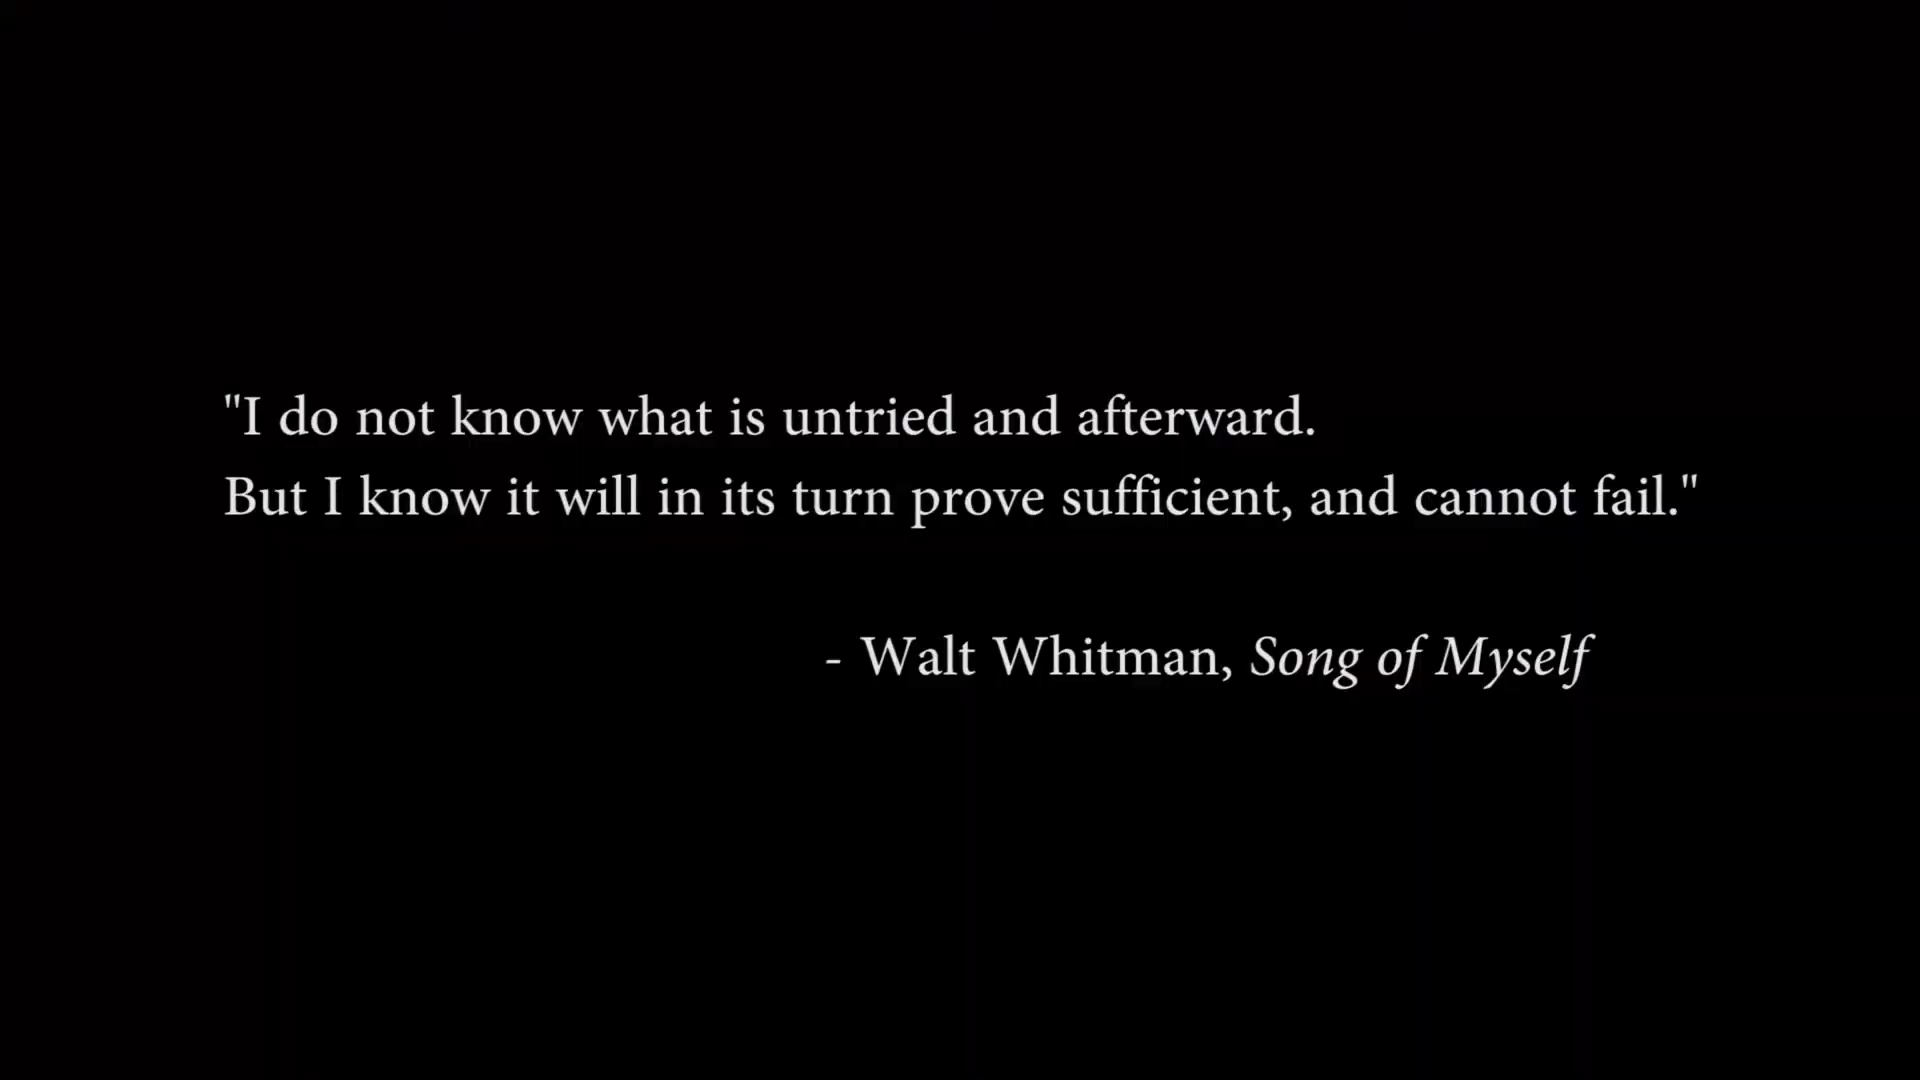 "I do not know what is untried and afterward.
But I know it will in its turn prove sufficient, and cannot fail."
- Walt Whitman, Song of Myself